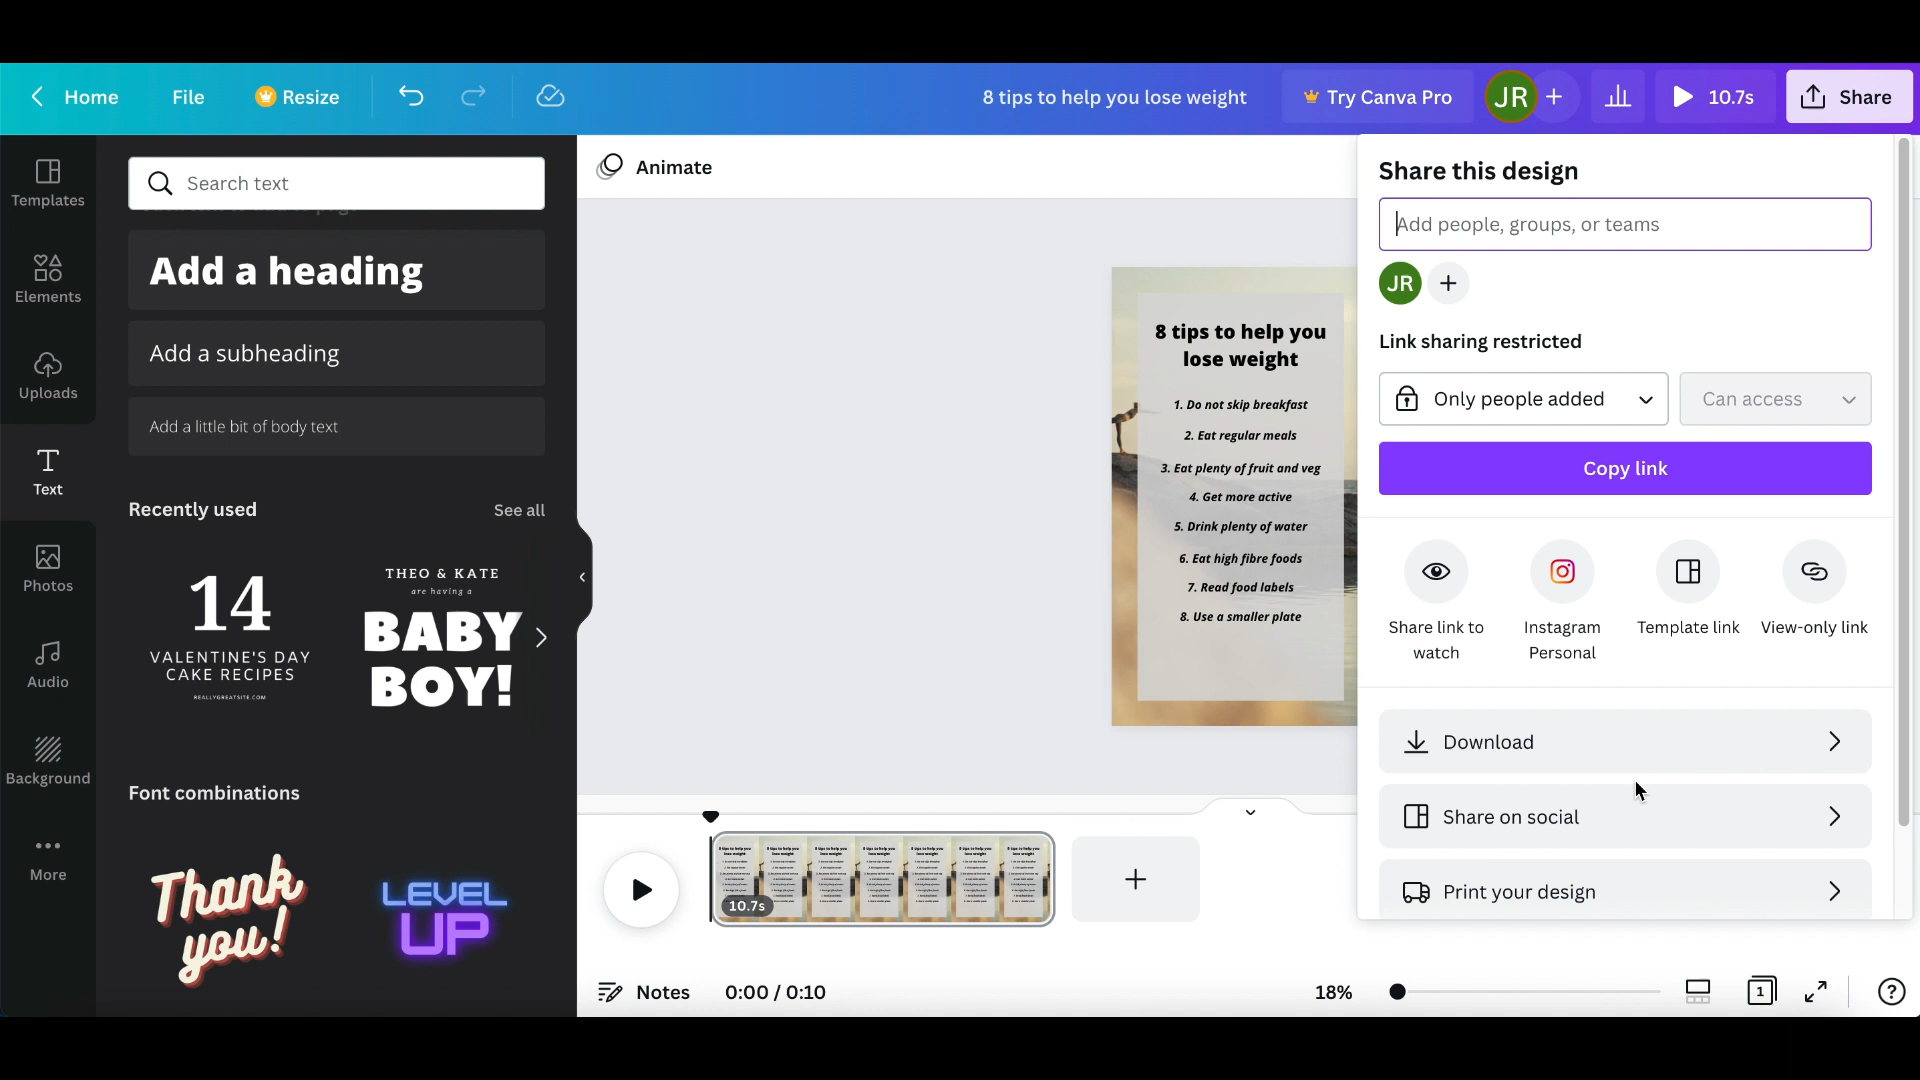 Home
File
Resize
8 tips to help you lose weight
Try Canva Pro
JR
10.7s
Share
Templates
Elements
Uploads
Text
Photos
Audio
Background
More
Search text
Add a heading
Add a subheading
Add a little bit of body text
Recently used
See all
14
VALENTINE'S DAY
CAKE RECIPES
REALLYGREATSITE.COM
THEO & KATE
are having a
BABY
BOY!
Font combinations
Thank
you!
LEVEL
UP
Animate
8 tips to help you
lose weight
1. Do not skip breakfast
2. Eat regular meals
3. Eat plenty of fruit and veg
4. Get more active
5. Drink plenty of water
6. Eat high fibre foods
7. Read food labels
8. Use a smaller plate
10.7s
Notes
0:00 / 0:10
18%
1
Share this design
Add people, groups, or teams
JR
Link sharing restricted
Only people added
Can access
Copy link
Share link to
watch
Instagram
Personal
Template link
View-only link
Download
Share on social
Print your design